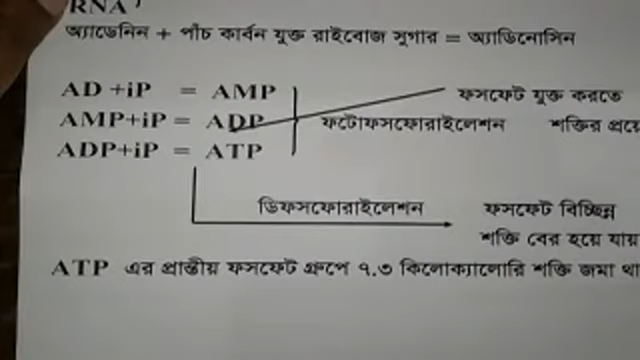 RNA
অ্যাডেনিন + পাঁচ কার্বন যুক্ত রাইবোজ সুগার = অ্যাডিনোসিন
AD +iP = AMP
ফসফেট যুক্ত করতে
AMP+iP = ADP
ফটোফসফোরাইলেশন শক্তির প্রয়ে
ADP+iP = ATP
ডিফসফোরাইলেশন
ফসফেট বিচ্ছিন্ন
শক্তি বের হয়ে যায়
ATP এর প্রান্তীয় ফসফেট গ্রুপে ৭.৩ কিলোক্যালোরি শক্তি জমা থা